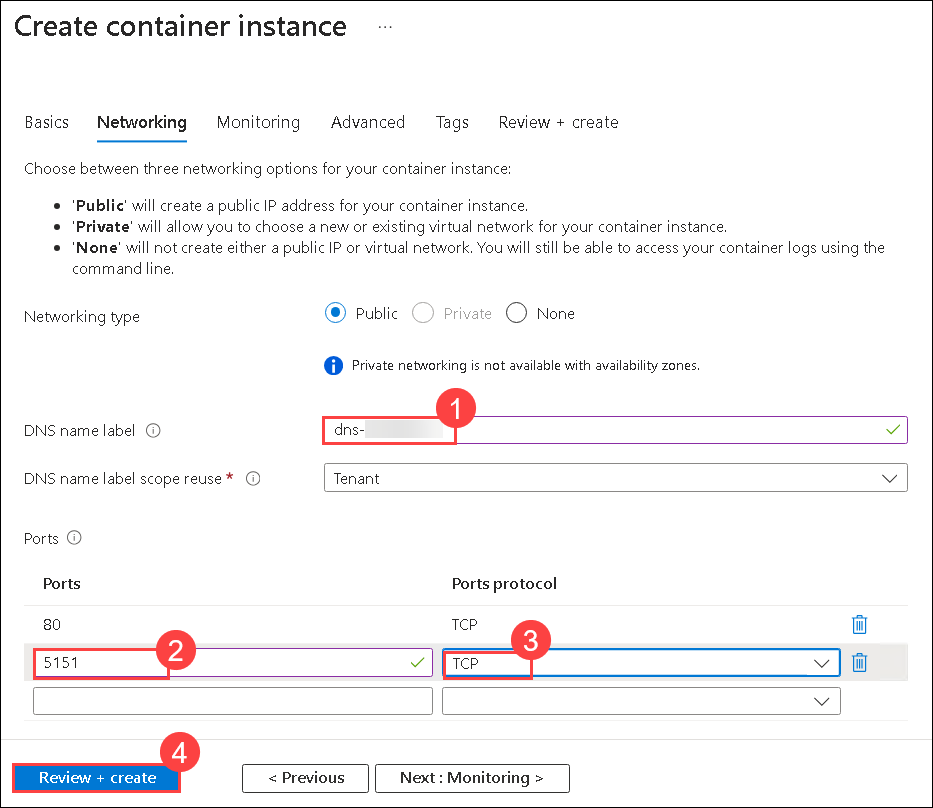 Create container instance ...
Basics Networking Monitoring Advanced Tags Review + create
Choose between three networking options for your container instance:
• 'Public' will create a public IP address for your container instance.
• 'Private' will allow you to choose a new or existing virtual network for your container instance.
• 'None' will not create either a public IP or virtual network. You will still be able to access your container logs using the
command line.
Networking type Public Private None
Private networking is not available with availability zones.
1
DNS name label dns-
DNS name label scope reuse * Tenant
Ports
Ports Ports protocol
80 TCP
5151 2 TCP 3
4
Review + create < Previous Next : Monitoring >